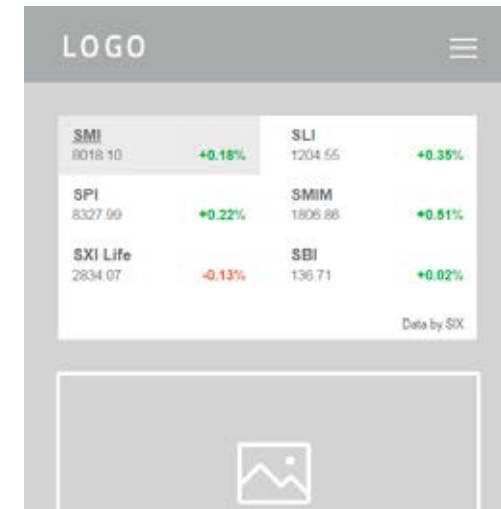 LOGO
SMI
8018.10 +0.18%
SLI
1204.55 +0.35%
SPI
8327.99 +0.22%
SMIM
1806.86 +0.51%
SXI Life
2834.07 -0.13%
SBI
136.71 +0.02%
Data by SIX